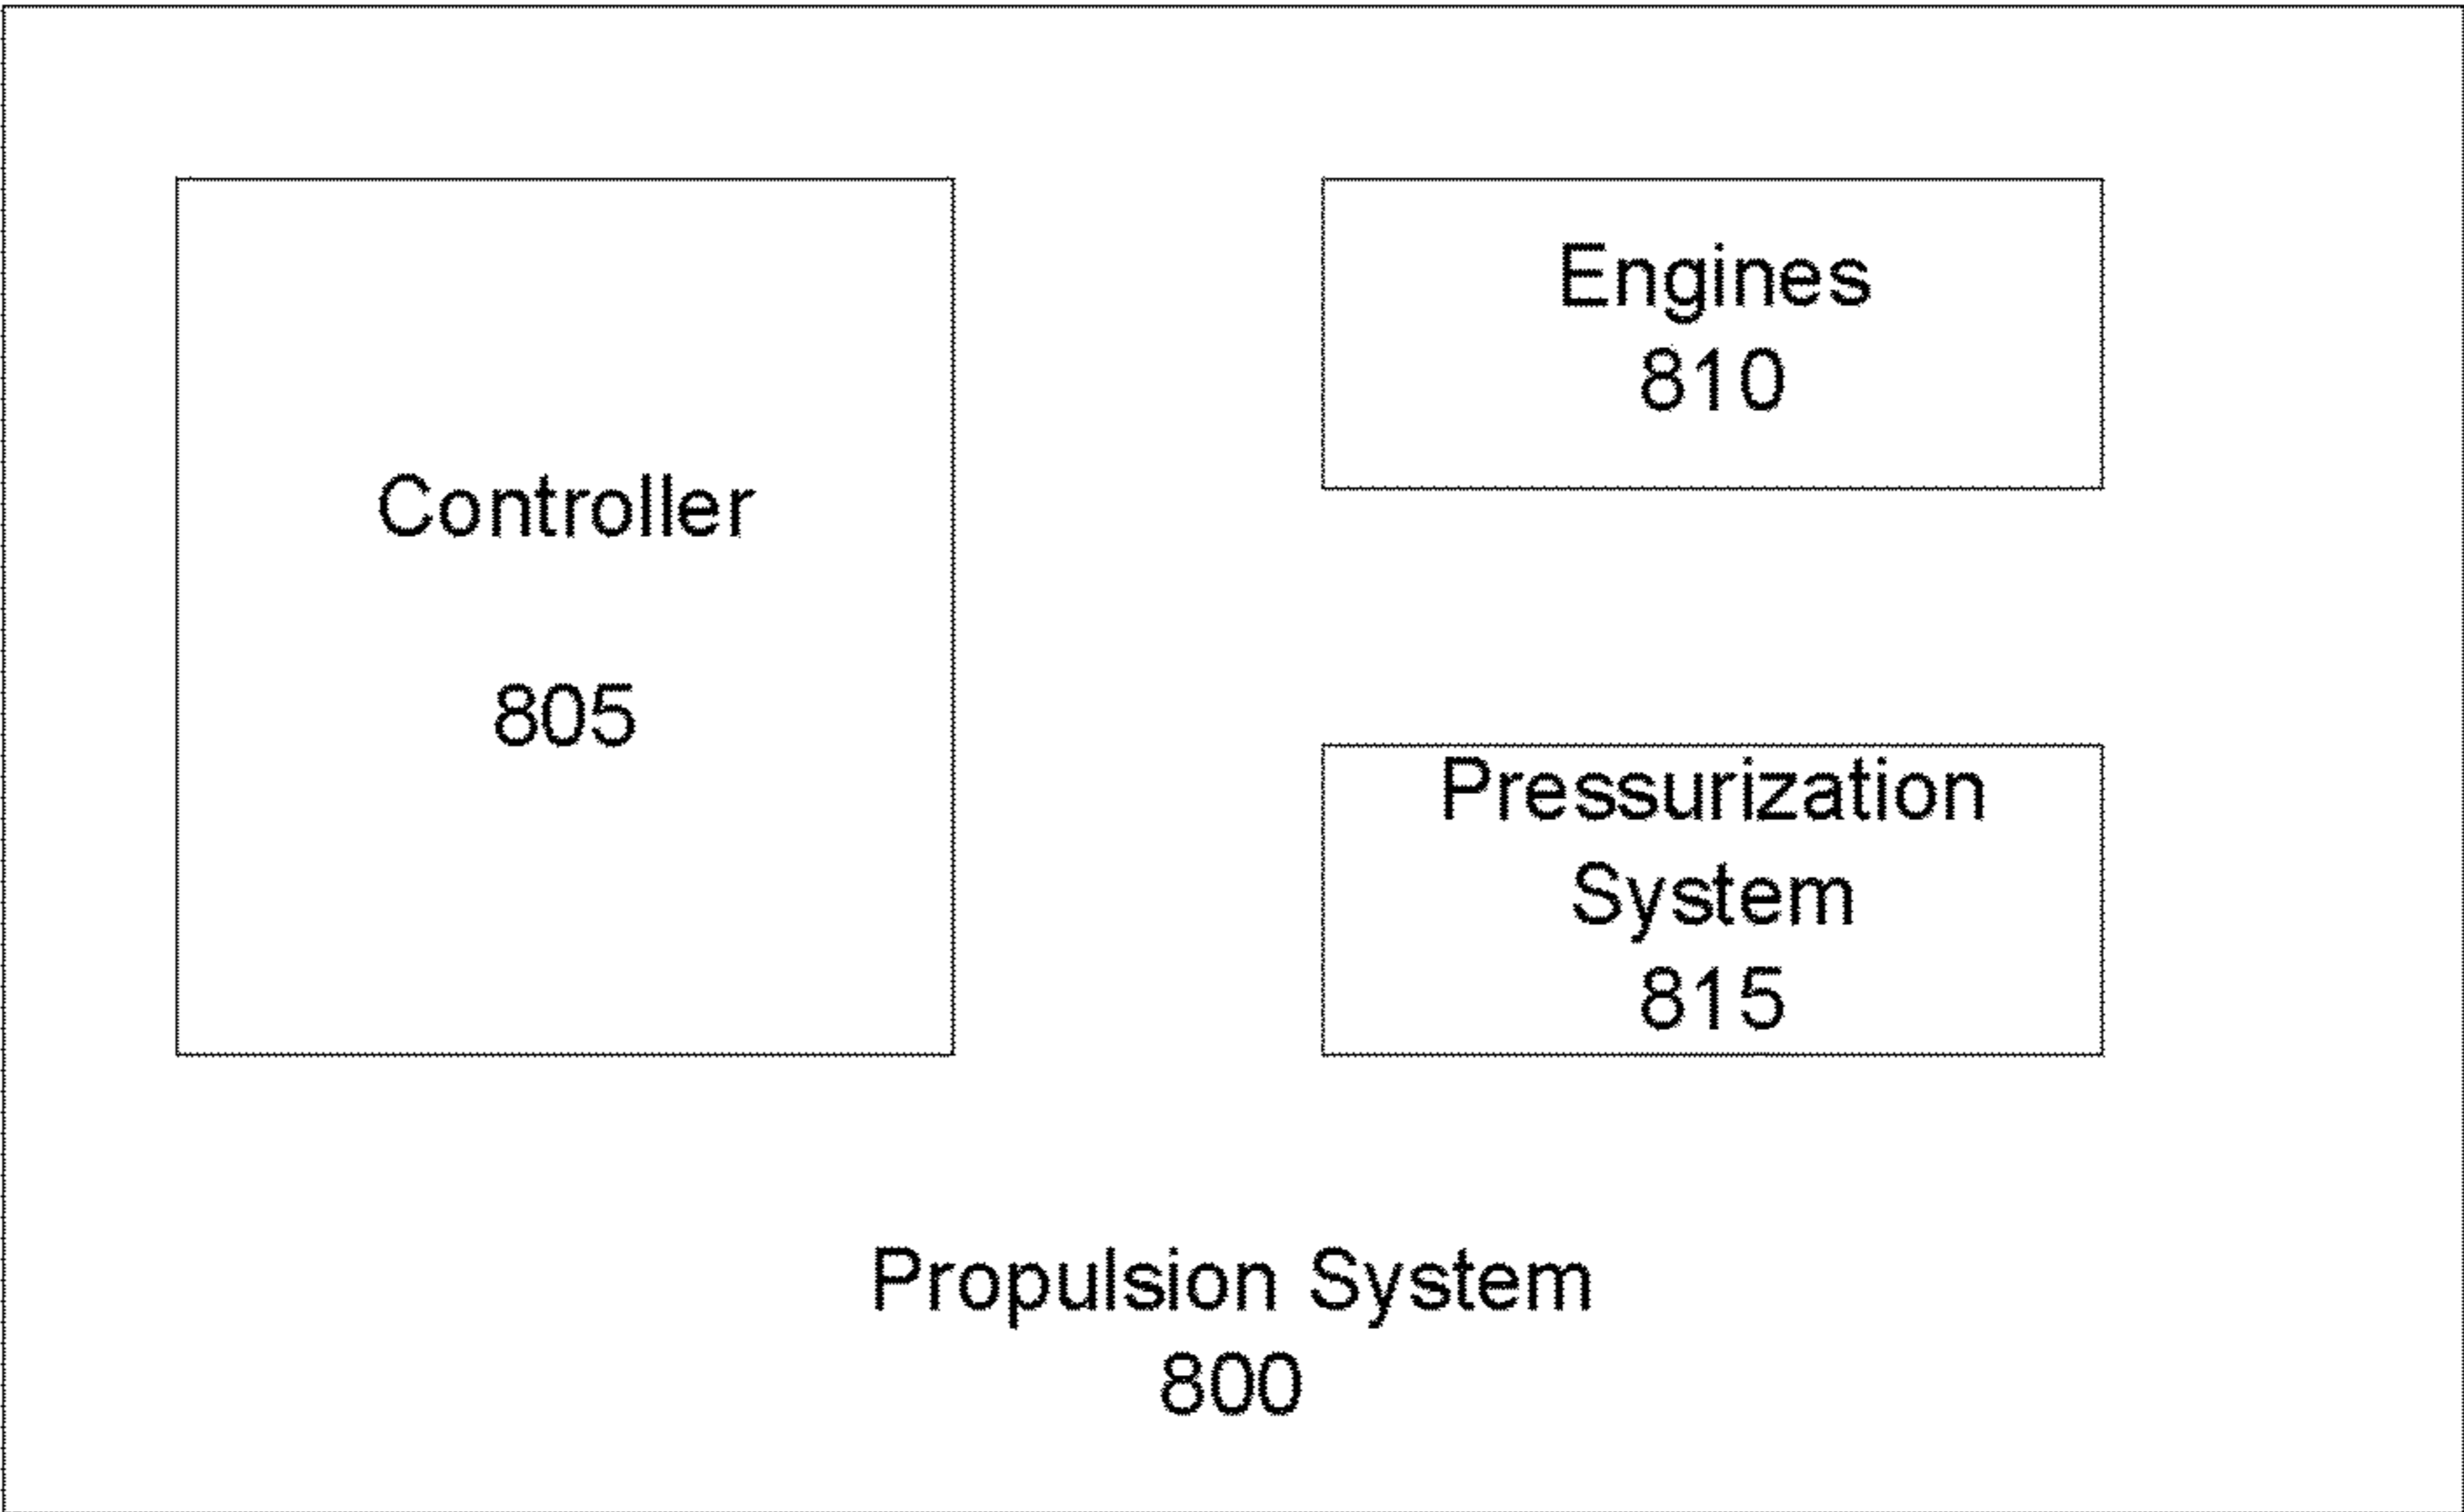 Controller
805
Engines
810
Pressurization
System
815
Propulsion System
800